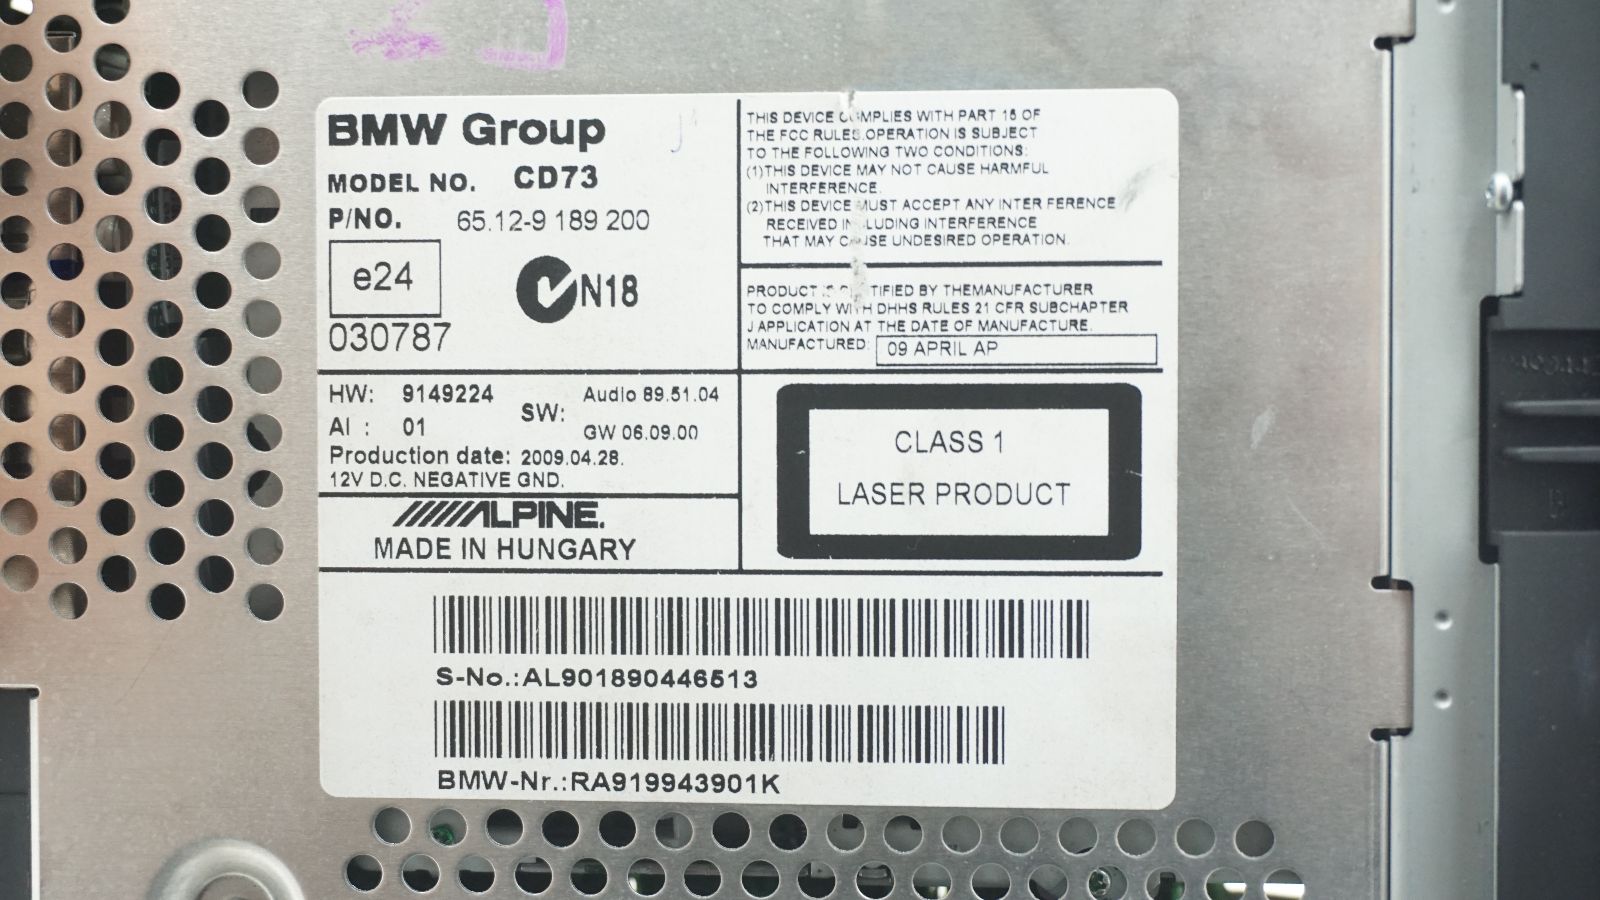 BMW Group
MODEL NO. CD73
P/NO. 65.12-9 189 200
e24
030787
N18
THIS DEVICE COMPLIES WITH PART 15 OF
THE FCC RULES.OPERATION IS SUBJECT
TO THE FOLLOWING TWO CONDITIONS:
(1)THIS DEVICE MAY NOT CAUSE HARMFUL
INTERFERENCE.
(2)THIS DEVICE MUST ACCEPT ANY INTER FERENCE
RECEIVED INCLUDING INTERFERENCE
THAT MAY CAUSE UNDESIRED OPERATION.
PRODUCT IS CERTIFIED BY THEMANUFACTURER
TO COMPLY WITH DHHS RULES 21 CFR SUBCHAPTER
J APPLICATION AT THE DATE OF MANUFACTURE.
MANUFACTURED: 09 APRIL AP
HW: 9149224
AI : 01
SW: Audio 89.51.04
GW 06.09.00
Production date: 2009.04.28.
12V D.C. NEGATIVE GND.
ALPINE.
MADE IN HUNGARY
CLASS 1
LASER PRODUCT
S-No.:AL901890446513
BMW-Nr.:RA919943901K